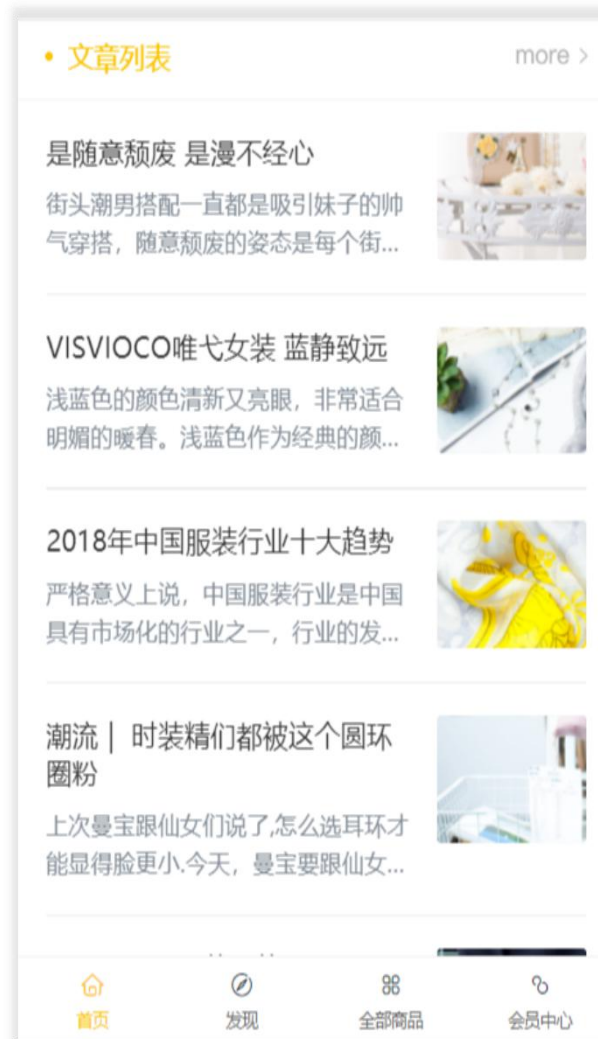 文章列表 more
是随意颓废 是漫不经心
街头潮男搭配一直都是吸引妹子的帅
气穿搭，随意颓废的姿态是每个街...
VISVIOCO唯弋女装 蓝静致远
浅蓝色的颜色清新又亮眼，非常适合
明媚的暖春。浅蓝色作为经典的颜...
2018年中国服装行业十大趋势
严格意义上说，中国服装行业是中国
具有市场化的行业之一，行业的发...
潮流｜ 时装精们都被这个圆环
圈粉
上次曼宝跟仙女们说了,怎么选耳环才
能显得脸更小.今天，曼宝要跟仙女...
首页 发现 全部商品 会员中心